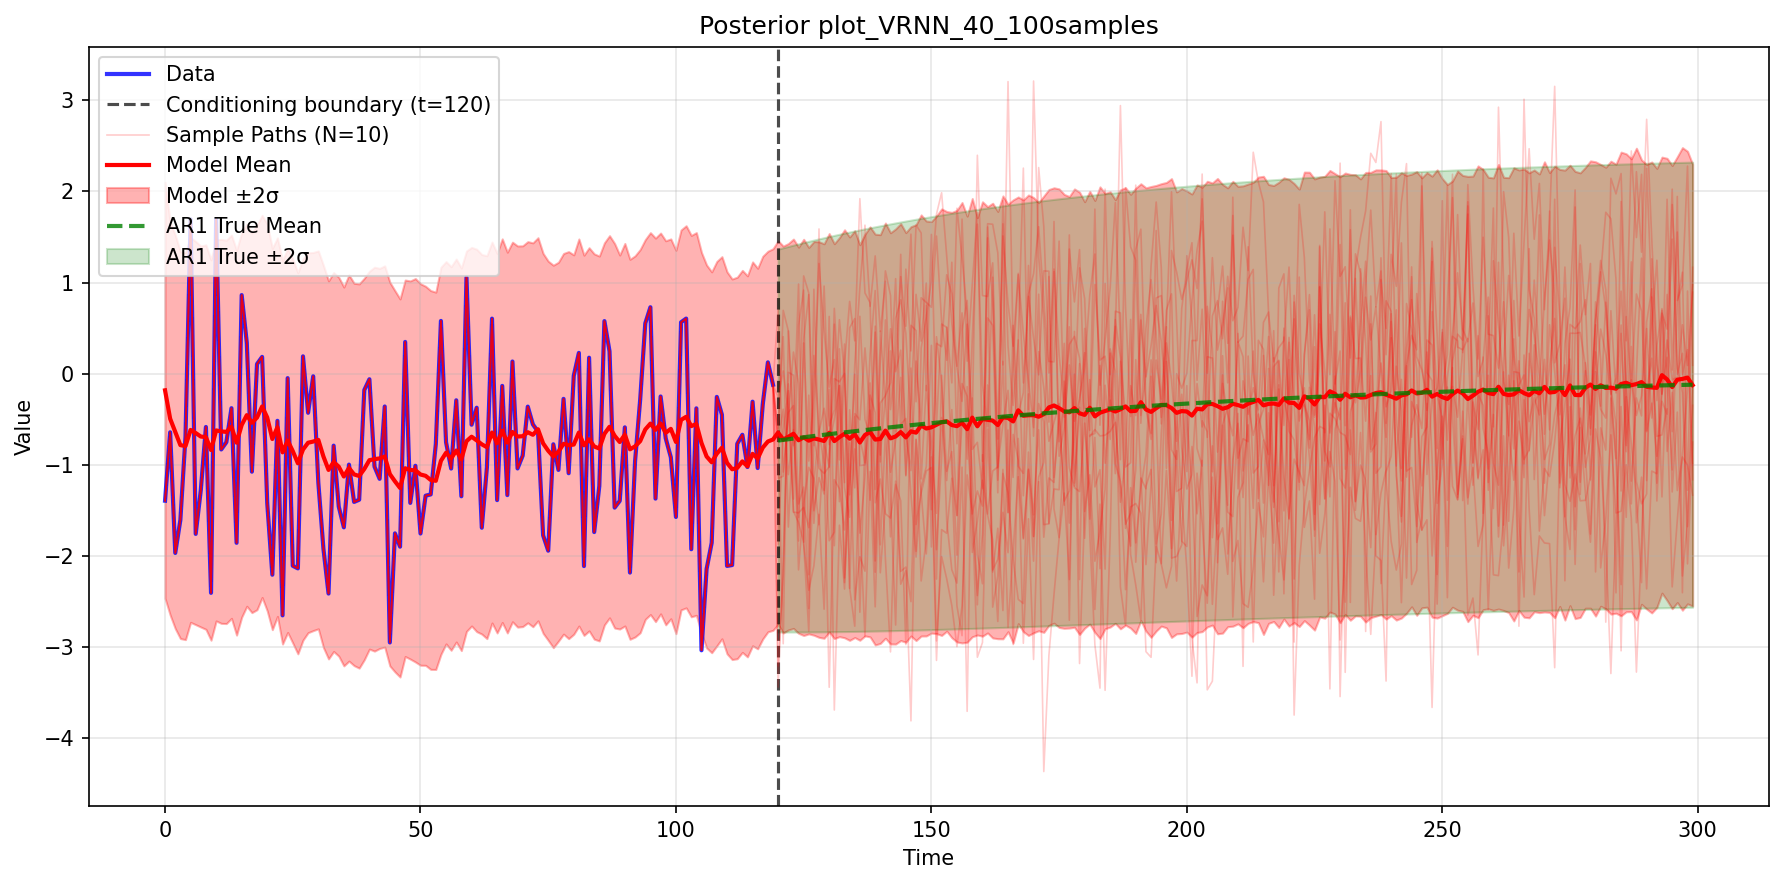 Posterior plot_VRNN_40_100samples
Data
Conditioning boundary (t=120)
Sample Paths (N=10)
Model Mean
Model ±2σ
AR1 True Mean
AR1 True ±2σ
Value
3
2
1
0
−1
−2
−3
−4
0
50
100
150
200
250
300
Time